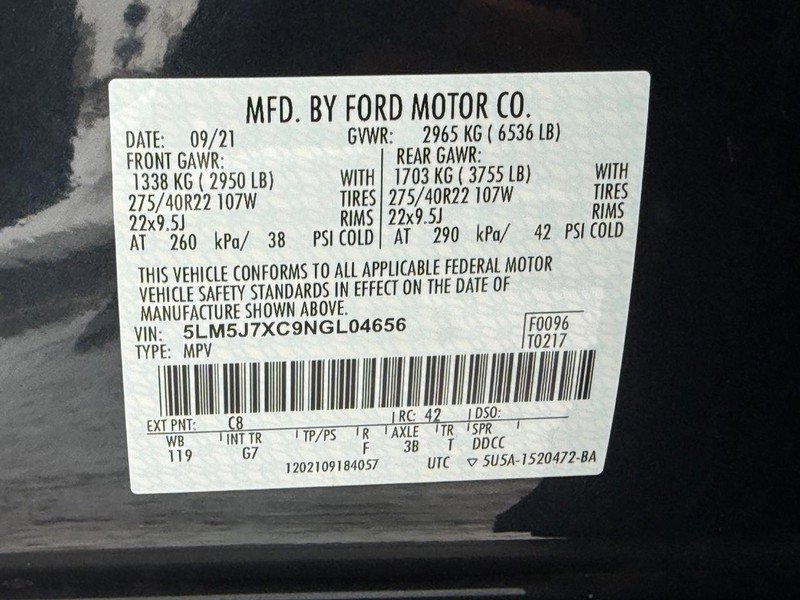 MFD. BY FORD MOTOR CO.
DATE: 09/21 GVWR: 2965 KG ( 6536 LB)
FRONT GAWR: REAR GAWR:
1338 KG ( 2950 LB) WITH 1703 KG ( 3755 LB) WITH
275/40R22 107W TIRES 275/40R22 107W TIRES
22x9.5J RIMS 22x9.5J RIMS
AT 260 kPa/ 38 PSI COLD AT 290 kPa/ 42 PSI COLD
THIS VEHICLE CONFORMS TO ALL APPLICABLE FEDERAL MOTOR
VEHICLE SAFETY STANDARDS IN EFFECT ON THE DATE OF
MANUFACTURE SHOWN ABOVE.
VIN: 5LM5J7XC9NGL04656 F0096
TYPE: MPV T0217
EXT PNT: C8 RC: 42 DSO:
WB INT TR TP/PS R AXLE TR SPR
119 G7 F 3B T DDCC
1202109184057 UTC ▽ 5U5A-1520472-BA